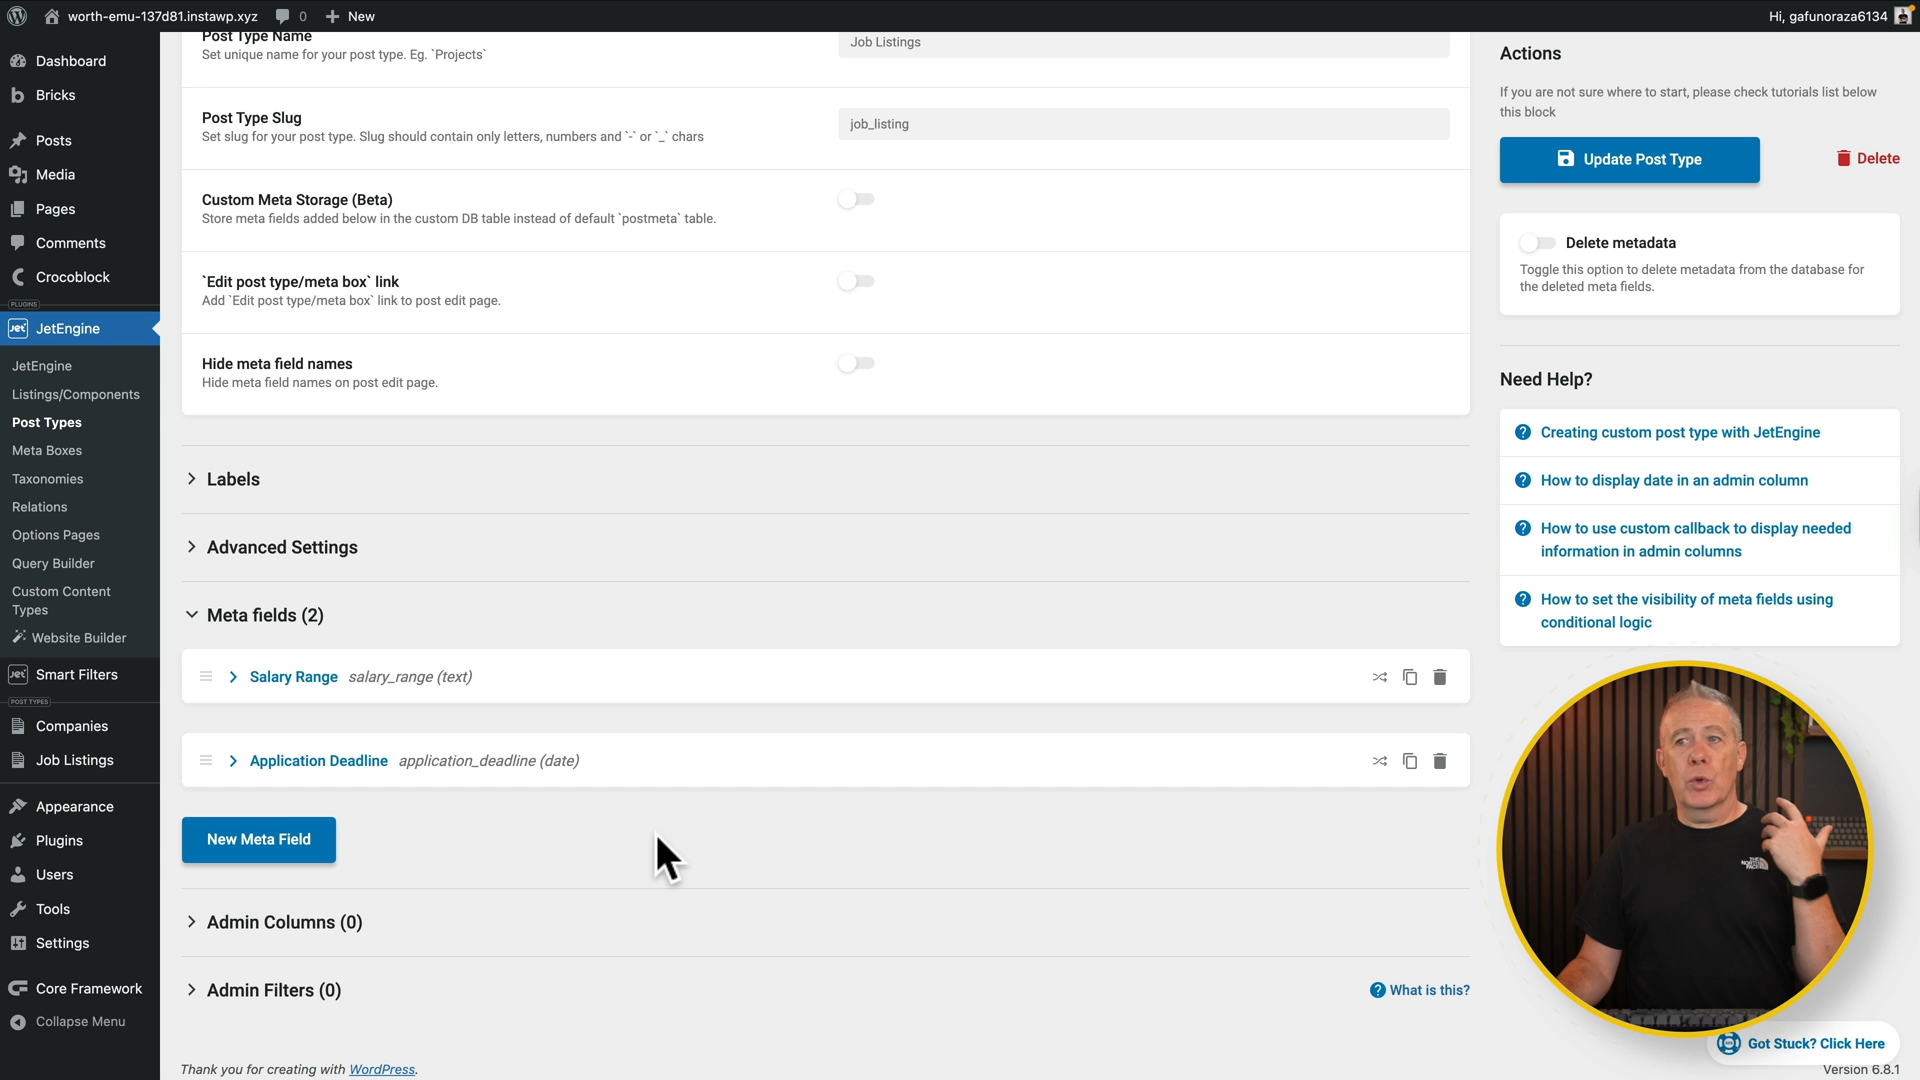 worth-emu-137d81.instawp.xyz
0
New
Hi, gafunoraza6134
Dashboard
Bricks
Posts
Media
Pages
Comments
Crocoblock
PLUGINS
JetEngine
JetEngine
Listings/Components
Post Types
Meta Boxes
Taxonomies
Relations
Options Pages
Query Builder
Custom Content
Types
Website Builder
Smart Filters
POST TYPES
Companies
Job Listings
Appearance
Plugins
Users
Tools
Settings
Core Framework
Collapse Menu
Post Type Name
Set unique name for your post type. Eg. `Projects`
Job Listings
Post Type Slug
Set slug for your post type. Slug should contain only letters, numbers and `-` or `_` chars
job_listing
Custom Meta Storage (Beta)
Store meta fields added below in the custom DB table instead of default `postmeta` table.
`Edit post type/meta box` link
Add `Edit post type/meta box` link to post edit page.
Hide meta field names
Hide meta field names on post edit page.
Labels
Advanced Settings
Meta fields (2)
Salary Range salary_range (text)
Application Deadline application_deadline (date)
New Meta Field
Admin Columns (0)
Admin Filters (0)
What is this?
Thank you for creating with WordPress.
Actions
If you are not sure where to start, please check tutorials list below
this block
Update Post Type
Delete
Delete metadata
Toggle this option to delete metadata from the database for
the deleted meta fields.
Need Help?
Creating custom post type with JetEngine
How to display date in an admin column
How to use custom callback to display needed
information in admin columns
How to set the visibility of meta fields using
conditional logic
THE
NORTH
FACE
Got Stuck? Click Here
Version 6.8.1